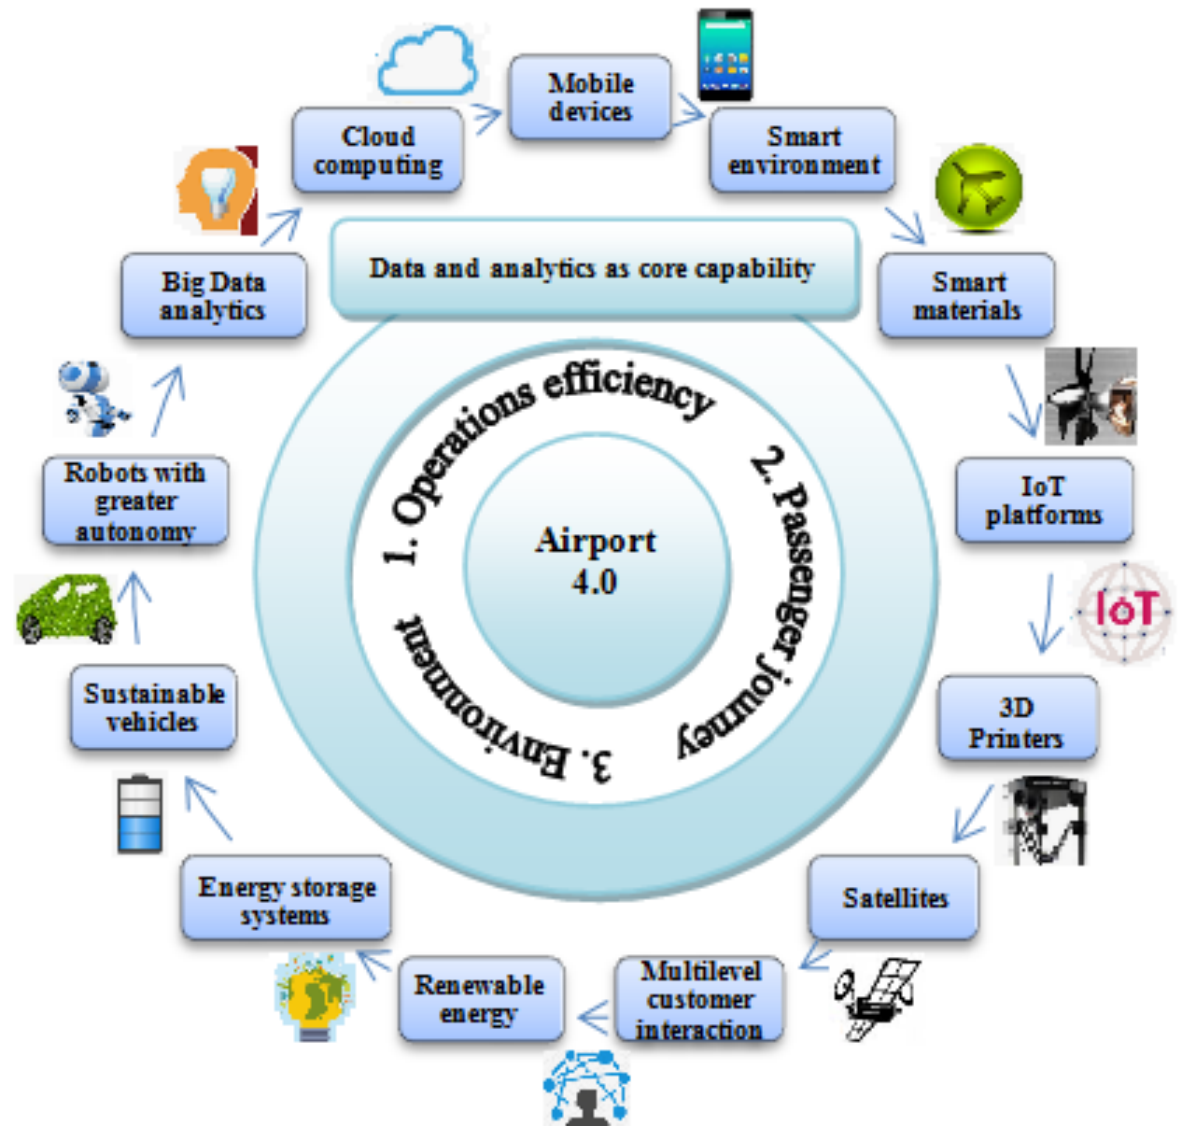 Mobile
devices
Smart
environment
Smart
materials
IoT
platforms
IoT
3D
Printers
Satellites
Multilevel
customer
interaction
Renewable
energy
Energy storage
systems
Sustainable
vehicles
Robots with
greater
autonomy
Big Data
analytics
Cloud
computing
Data and analytics as core capability
1. Operations efficiency
2. Passenger journey
3. Environment
Airport
4.0